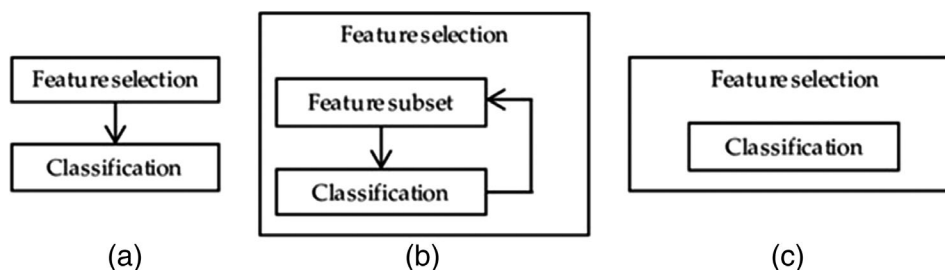 Feature selection
Classification
(a)
Feature selection
Feature subset
Classification
(b)
Feature selection
Classification
(c)